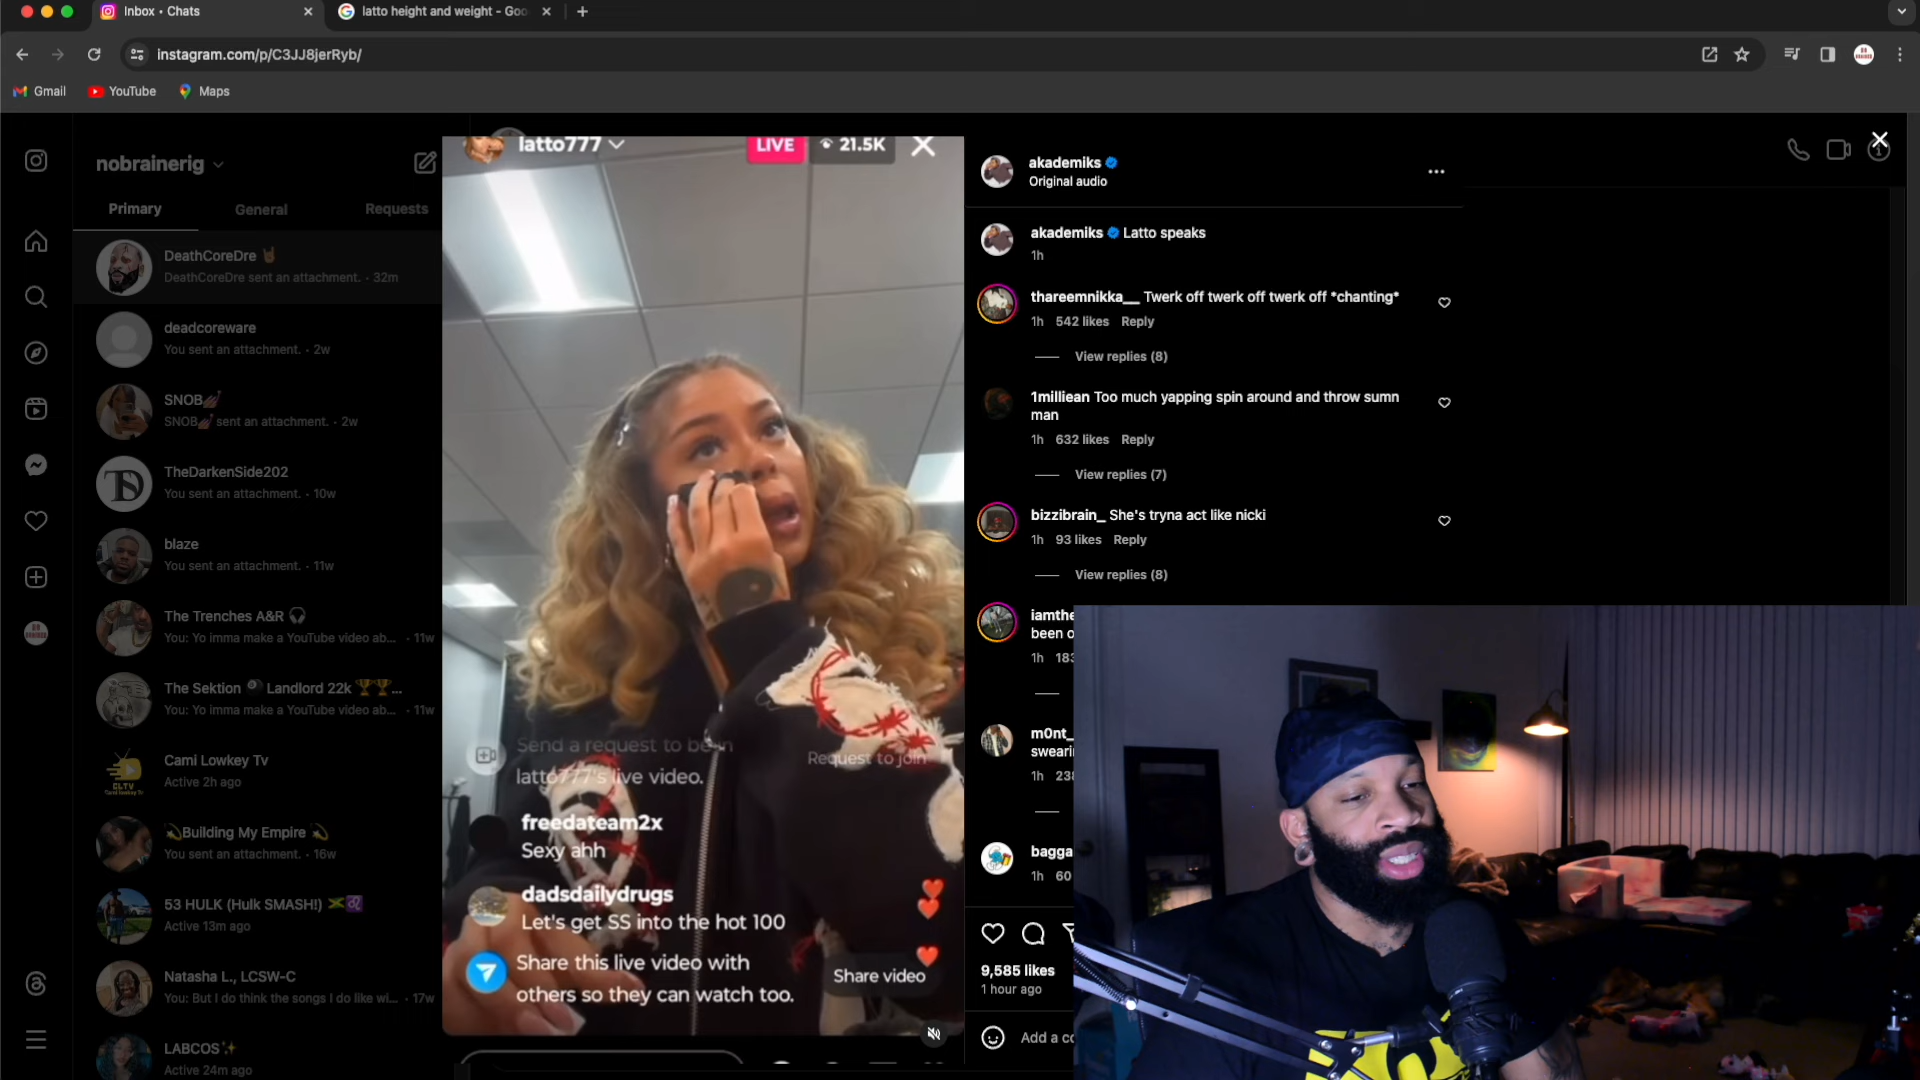 Inbox • Chats
latto height and weight - Goo
instagram.com/p/C3JJ8jerRyb/
Gmail
YouTube
Maps
nobrainerig
Primary
General
Requests
DeathCoreDre 🤘🏾
DeathCoreDre sent an attachment. · 32m
deadcoreware
You sent an attachment. · 2w
SNOB💅🏾
SNOB💅🏾 sent an attachment. · 2w
TheDarkenSide202
You sent an attachment. · 10w
blaze
You sent an attachment. · 11w
The Trenches A&R 🎧
You: Yo imma make a YouTube video ab... · 11w
The Sektion 🎱 Landlord 22k 🏆🏆...
You: Yo imma make a YouTube video ab... · 11w
Cami Lowkey Tv
Active 2h ago
💫Building My Empire 💫
You sent an attachment. · 16w
53 HULK (Hulk SMASH!) 🇯🇲♌
Active 13m ago
Natasha L., LCSW-C
You: But I do think the songs I do like wi... · 17w
LABCOS✨
Active 24m ago
latto777
LIVE
21.5K
Send a request to be in
latto777's live video.
Request to join
freedateam2x
Sexy ahh
dadsdailydrugs
Let's get SS into the hot 100
Share this live video with
others so they can watch too.
Share video
akademiks
Original audio
akademiks Latto speaks
1h
thareemnikka__ Twerk off twerk off twerk off *chanting*
1h 542 likes Reply
View replies (8)
1milliean Too much yapping spin around and throw sumn
man
1h 632 likes Reply
View replies (7)
bizzibrain_ She's tryna act like nicki
1h 93 likes Reply
View replies (8)
iamthe
been o
1h 183
m0nt_
swearin
1h 238
bagga
1h 60
9,585 likes
1 hour ago
Add a co